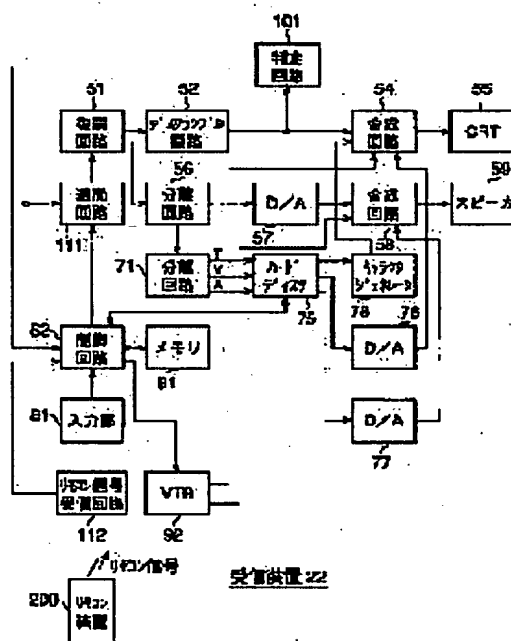 101
判定
回路
51
復調
回路
52
デスクランブル
回路
54
合成
回路
55
CRT
選局
回路
111
56
分離
回路
D/A
57
合成
回路
58
59
スピーカ
71
分離
回路
T
V
A
ハード
ディスク
75
キャラクタ
ジェネレータ
78
76
D/A
制御
回路
メモリ
81
入力部
D/A
77
リモコン信号
受信回路
112
VTR
92
リモコン信号
200
リモコン
装置
受信装置22